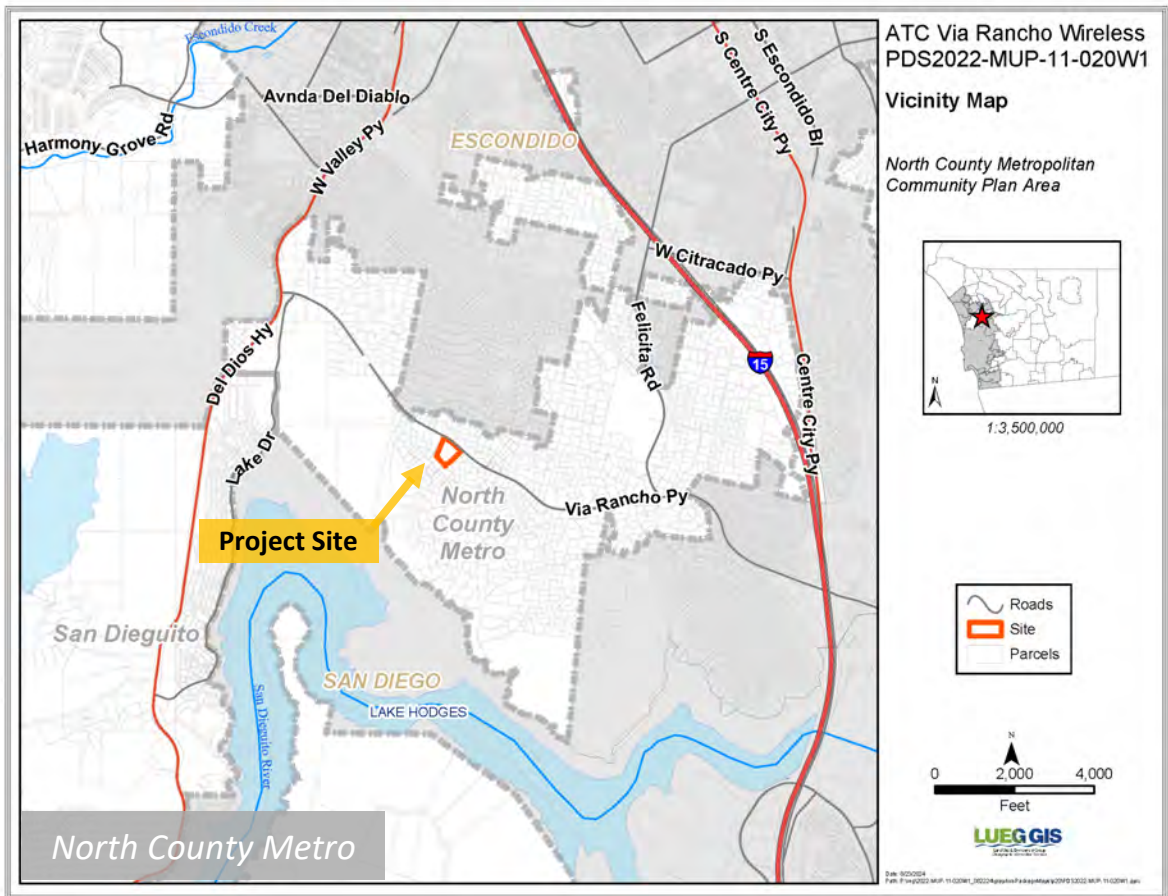 Escondido Creek
Avnda Del Diablo
Harmony Grove Rd
W Valley Py
ESCONDIDO
S Centre City Py
S Escondido Bl
W Citracado Py
Felicita Rd
15
Centre City Py
Del Dios Hy
Lake Dr
North
County
Metro
Via Rancho Py
Project Site
San Dieguito
SAN DIEGO
LAKE HODGES
San Dieguito River
North County Metro
ATC Via Rancho Wireless
PDS2022-MUP-11-020W1
Vicinity Map
North County Metropolitan
Community Plan Area
N
1:3,500,000
Roads
Site
Parcels
N
0 2,000 4,000
Feet
LUEG GIS